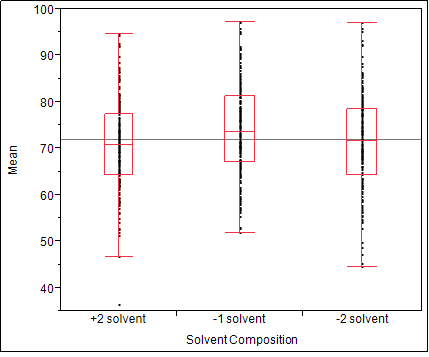 100
90
80
70
60
50
40
Mean
+2 solvent
-1 solvent
-2 solvent
Solvent Composition